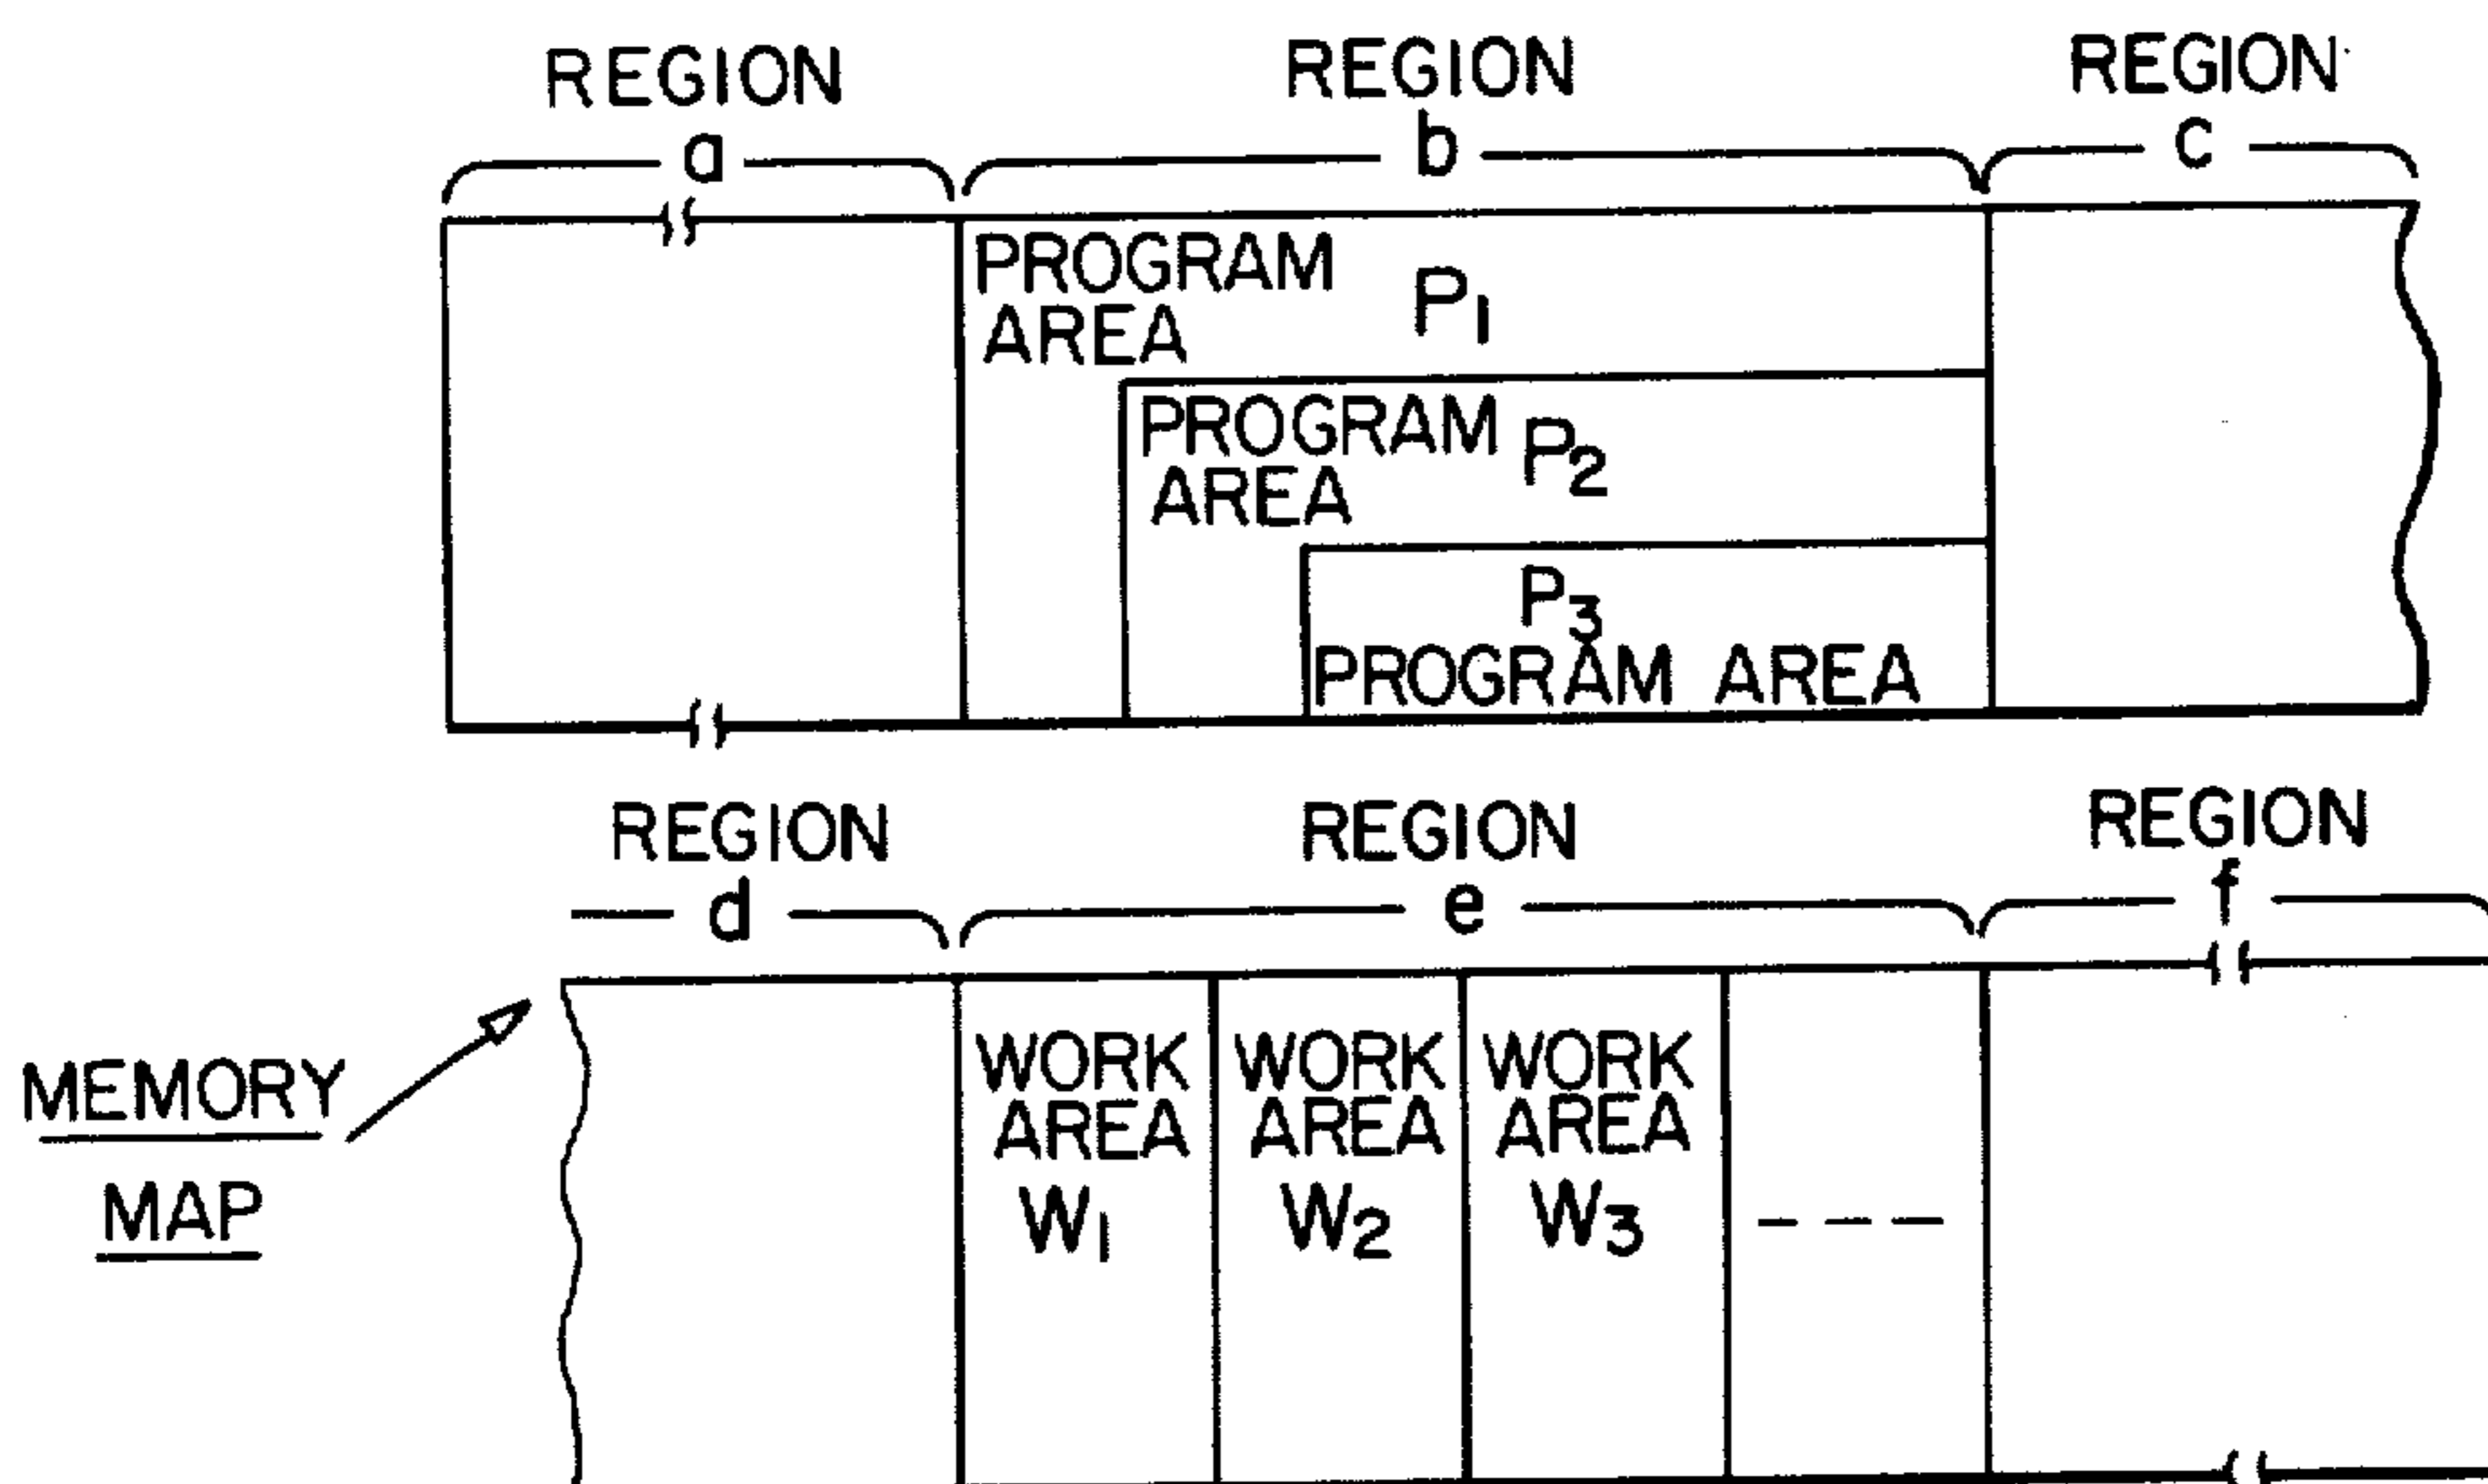 REGION REGION REGION
a b c
PROGRAM
AREA P1
PROGRAM
AREA P2
P3
PROGRAM AREA
REGION REGION REGION
d e f
MEMORY
MAP
WORK WORK WORK
AREA AREA AREA
W1 W2 W3 ---